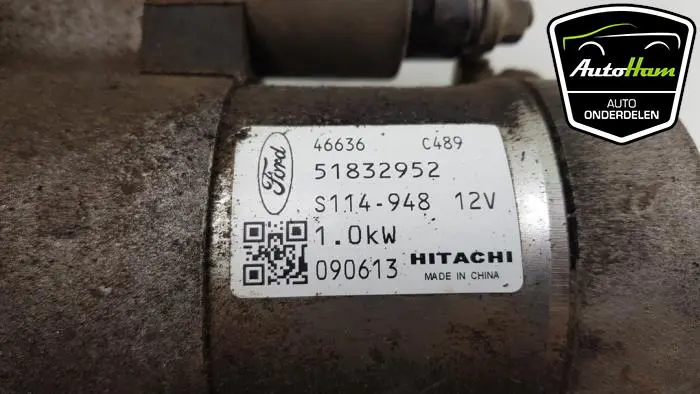 AutoHam
AUTO
ONDERDELEN
Ford
46636 C489
51832952
S114-948 12V
1.0kW
090613 HITACHI
MADE IN CHINA